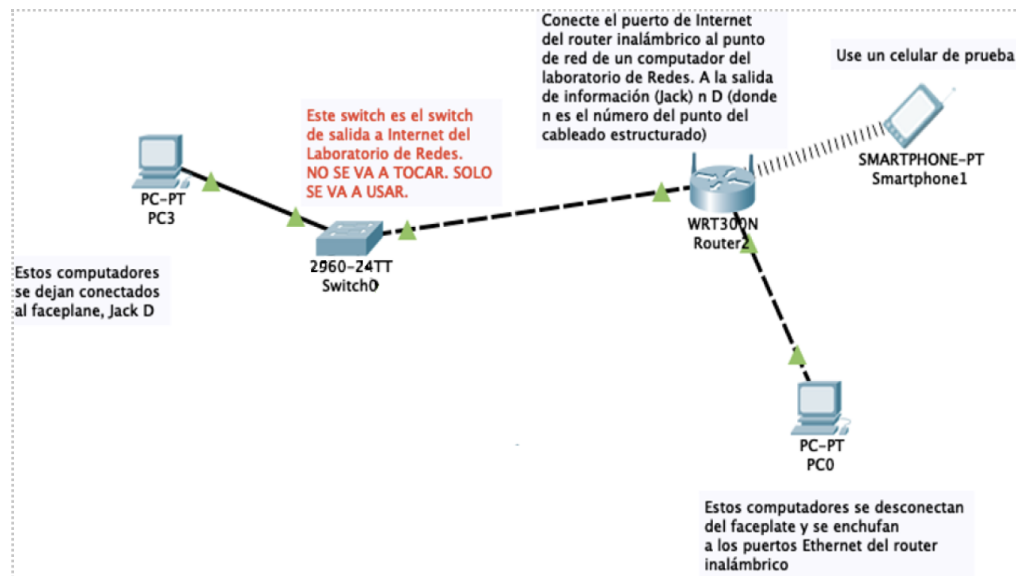 Conecte el puerto de Internet
del router inalámbrico al punto
de red de un computador del
laboratorio de Redes. A la salida
de información (Jack) n D (donde
n es el número del punto del
cableado estructurado)
Use un celular de prueba
Este switch es el switch
de salida a Internet del
Laboratorio de Redes.
NO SE VA A TOCAR. SOLO
SE VA A USAR.
SMARTPHONE-PT
Smartphone1
PC-PT
PC3
WRT300N
Router2
2960-24TT
Switch0
Estos computadores
se dejan conectados
al faceplane, Jack D
PC-PT
PC0
Estos computadores se desconectan
del faceplate y se enchufan
a los puertos Ethernet del router
inalámbrico